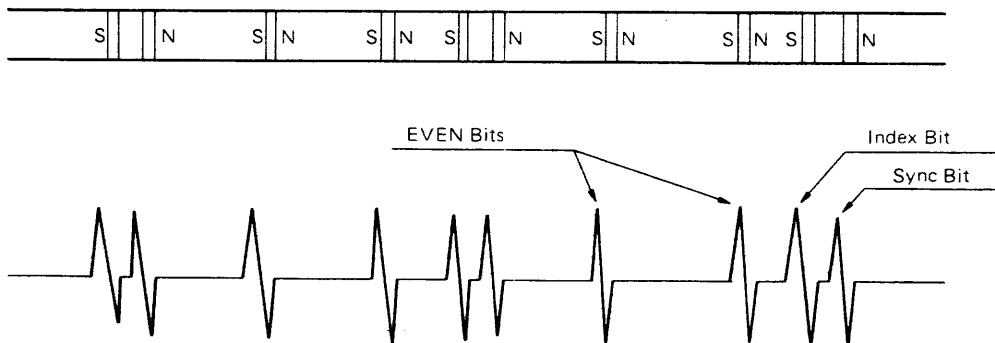 S N S N S N S N S N S N S N
EVEN Bits
Index Bit
Sync Bit